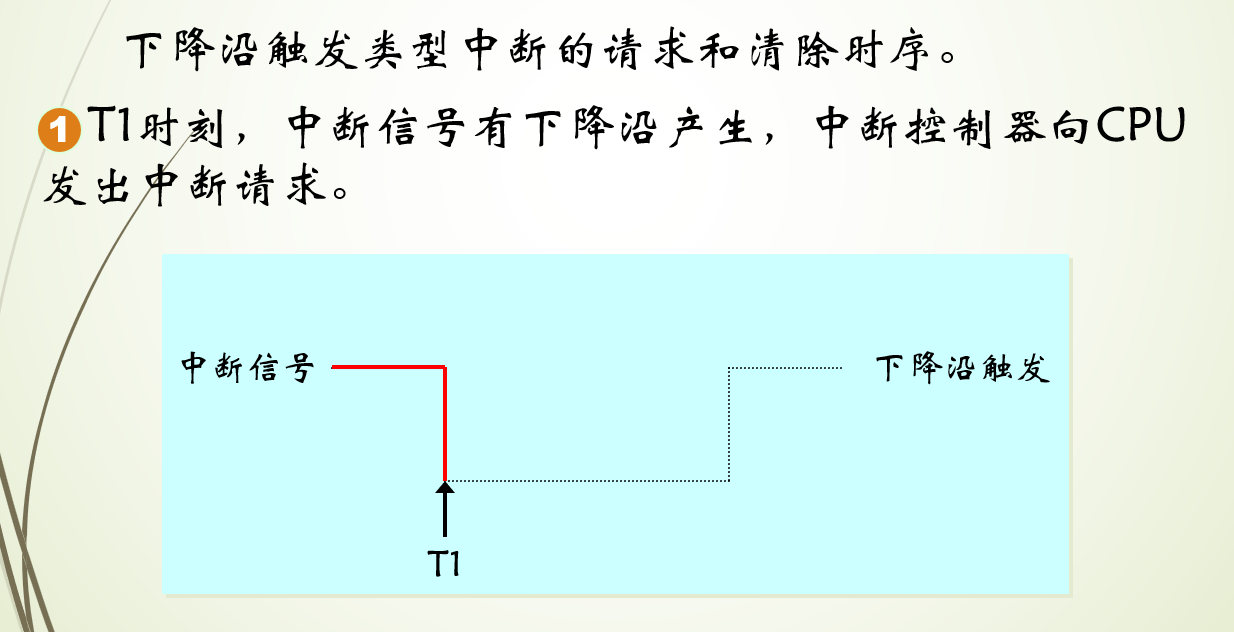 下降沿触发类型中断的请求和清除时序。
1 T1时刻，中断信号有下降沿产生，中断控制器向CPU
发出中断请求。
中断信号
下降沿触发
T1